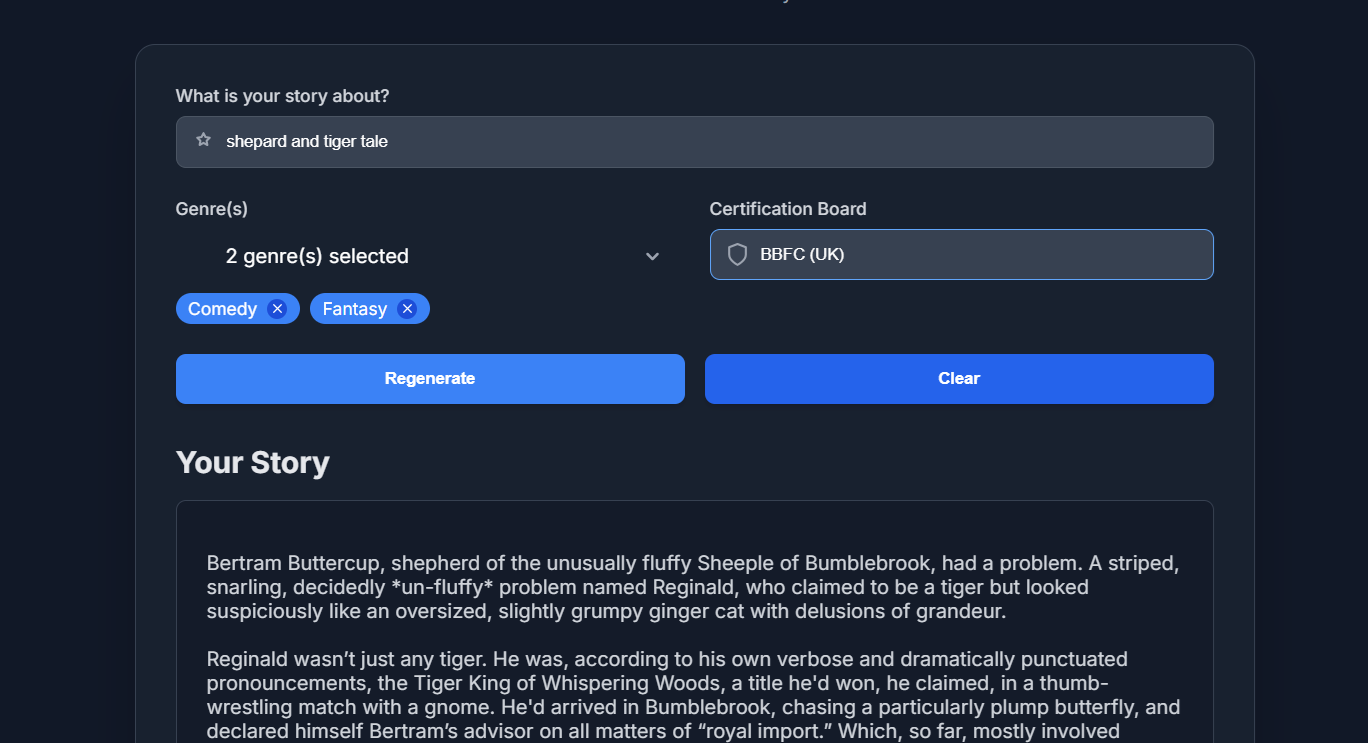 What is your story about?
shepard and tiger tale
Genre(s)
Certification Board
2 genre(s) selected
BBFC (UK)
Comedy
Fantasy
Regenerate
Clear
Your Story
Bertram Buttercup, shepherd of the unusually fluffy Sheeple of Bumblebrook, had a problem. A striped,
snarling, decidedly *un-fluffy* problem named Reginald, who claimed to be a tiger but looked
suspiciously like an oversized, slightly grumpy ginger cat with delusions of grandeur.
Reginald wasn’t just any tiger. He was, according to his own verbose and dramatically punctuated
pronouncements, the Tiger King of Whispering Woods, a title he'd won, he claimed, in a thumb-
wrestling match with a gnome. He'd arrived in Bumblebrook, chasing a particularly plump butterfly, and
declared himself Bertram’s advisor on all matters of “royal import.” Which, so far, mostly involved